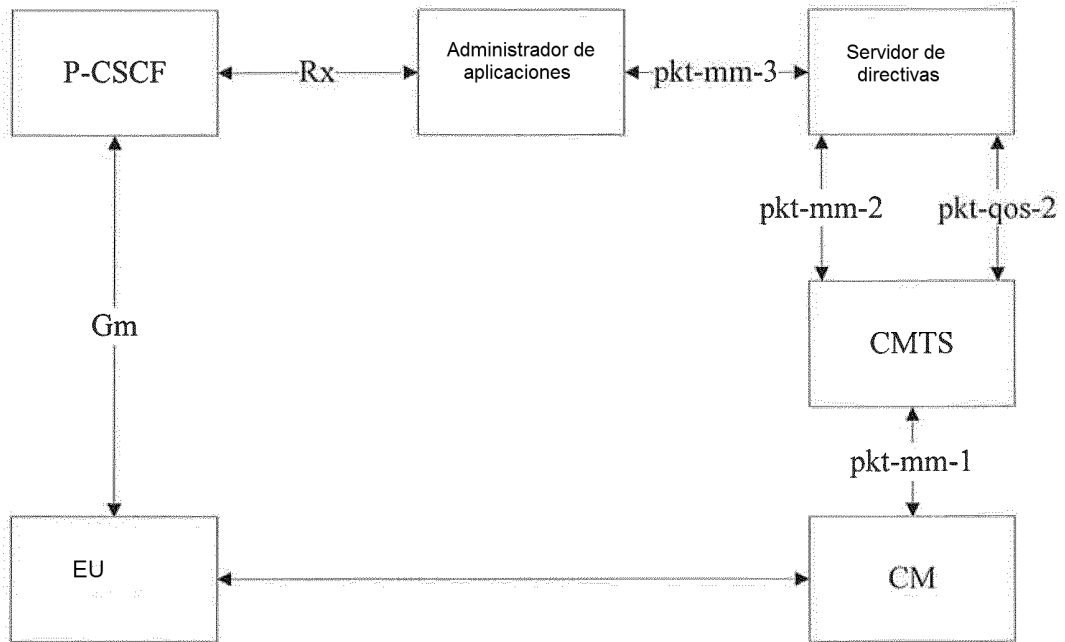 P-CSCF
Rx
Administrador de
aplicaciones
pkt-mm-3
Servidor de
directivas
pkt-mm-2
pkt-qos-2
Gm
CMTS
pkt-mm-1
EU
CM